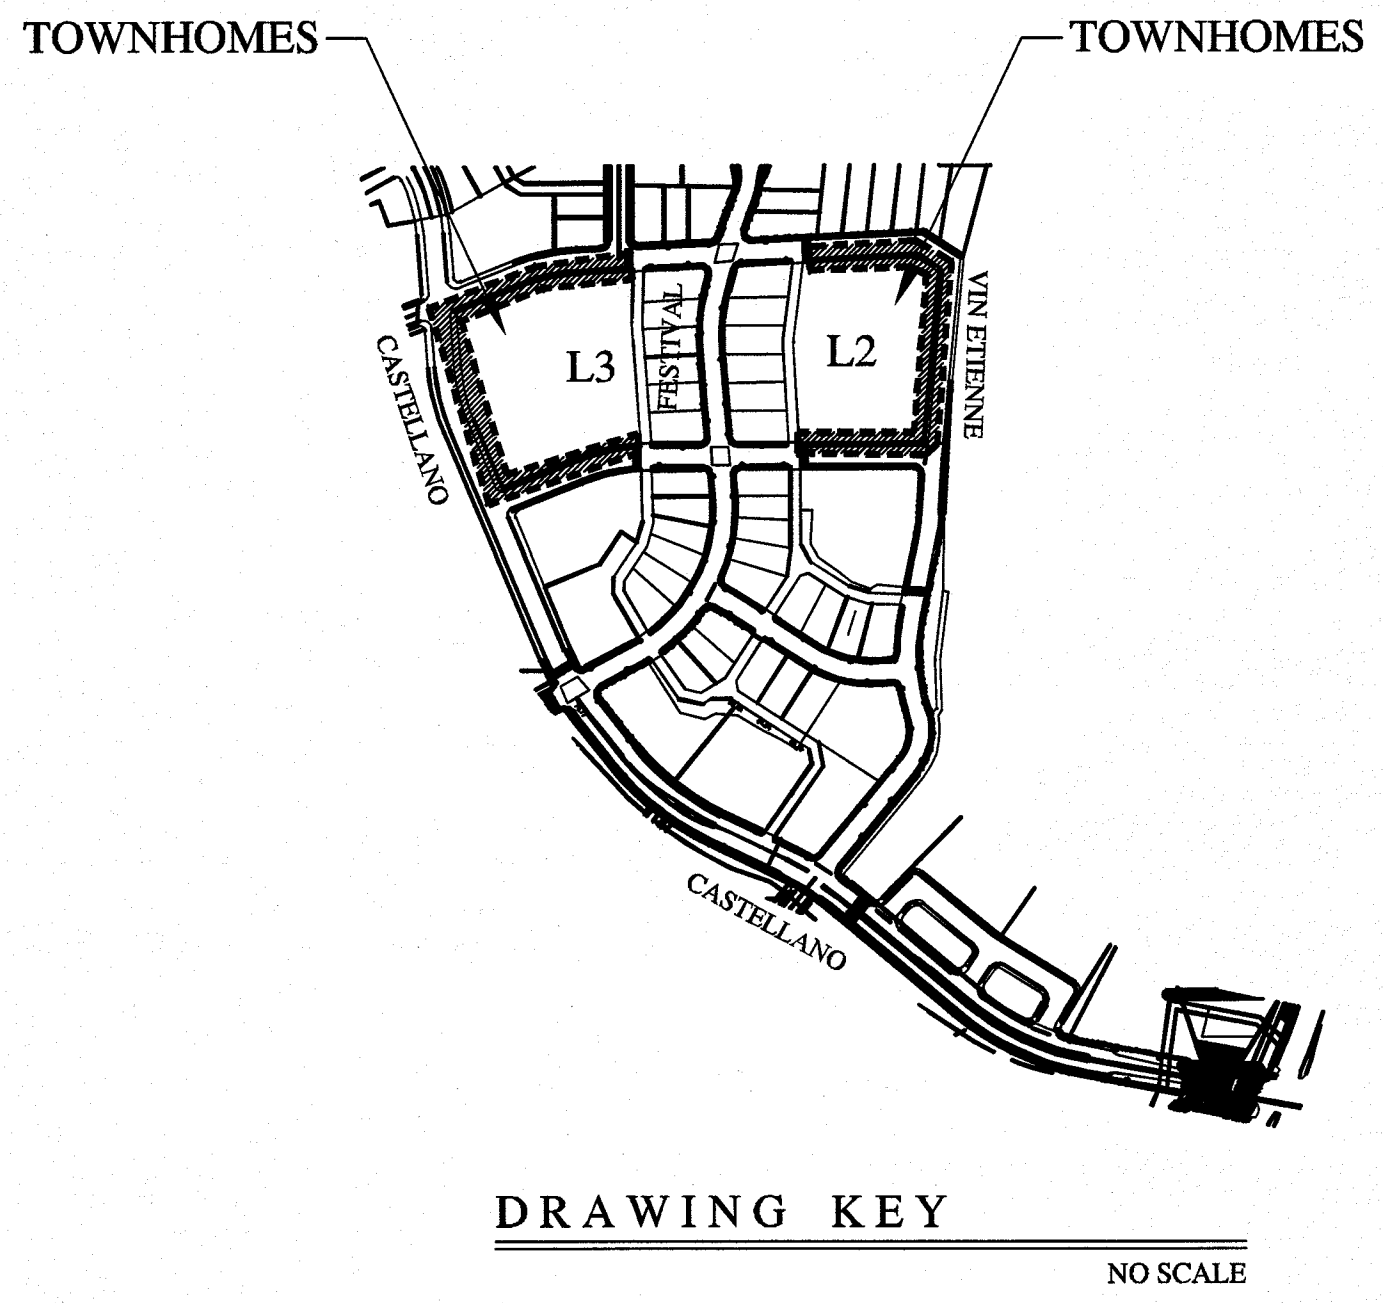 TOWNHOMES
TOWNHOMES
VIN ETIENNE
FESTIVAL
L3
L2
CASTELLANO
CASTELLANO
DRAWING KEY
NO SCALE